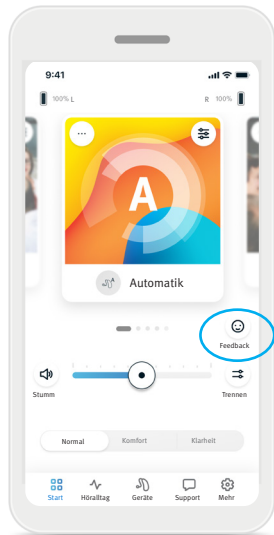 9:41
100% L
R 100%
A
Automatik
Feedback
Stumm
Trennen
Normal Komfort Klarheit
Start Höralltag Geräte Support Mehr